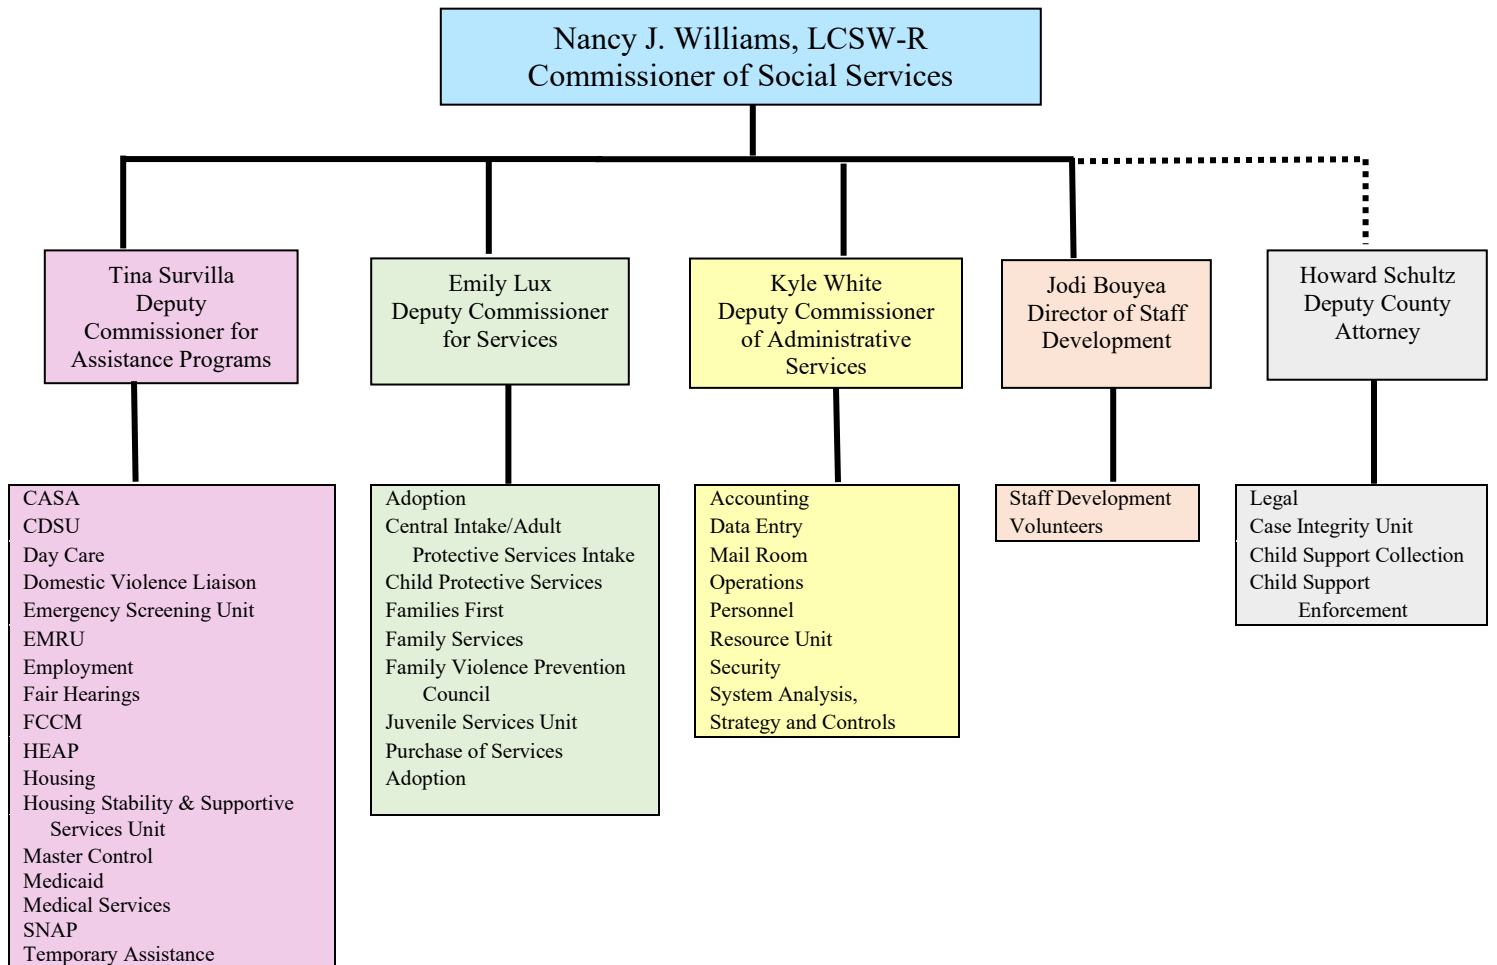 Nancy J. Williams, LCSW-R
Commissioner of Social Services
Tina Survilla
Deputy
Commissioner for
Assistance Programs
Emily Lux
Deputy Commissioner
for Services
Kyle White
Deputy Commissioner
of Administrative
Services
Jodi Bouyea
Director of Staff
Development
Howard Schultz
Deputy County
Attorney
CASA
CDSU
Day Care
Domestic Violence Liaison
Emergency Screening Unit
EMRU
Employment
Fair Hearings
FCCM
HEAP
Housing
Housing Stability & Supportive
Services Unit
Master Control
Medicaid
Medical Services
SNAP
Temporary Assistance
Adoption
Central Intake/Adult
Protective Services Intake
Child Protective Services
Families First
Family Services
Family Violence Prevention
Council
Juvenile Services Unit
Purchase of Services
Adoption
Accounting
Data Entry
Mail Room
Operations
Personnel
Resource Unit
Security
System Analysis,
Strategy and Controls
Staff Development
Volunteers
Legal
Case Integrity Unit
Child Support Collection
Child Support
Enforcement